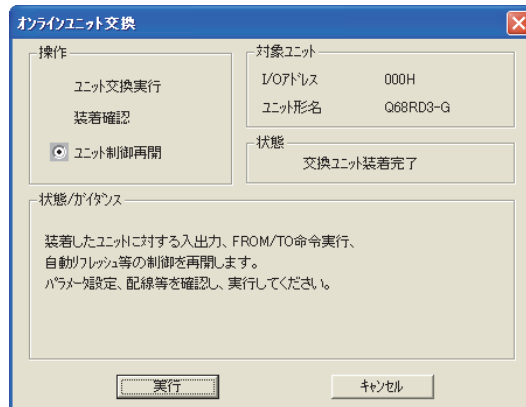 オンラインユニット交換
操作
ユニット交換実行
装着確認
ユニット制御再開
対象ユニット
I/Oアドレス 000H
ユニット形名 Q68RD3-G
状態
交換ユニット装着完了
状態/ガイダンス
装着したユニットに対する入出力、FROM/TO命令実行、
自動リフレッシュ等の制御を再開します。
パラメータ設定、配線等を確認し、実行してください。
実行 キャンセル